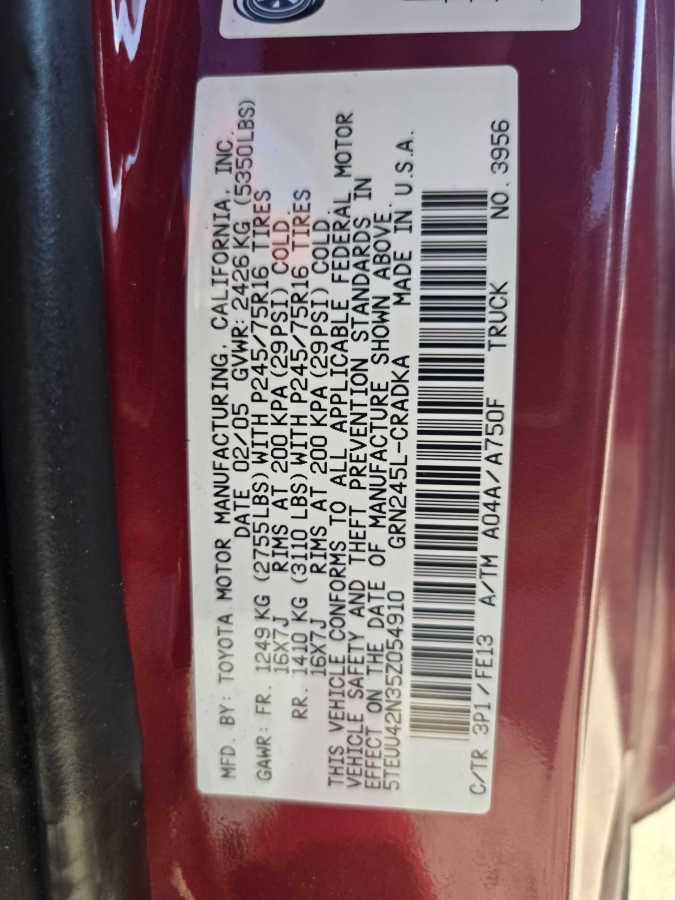 MFD. BY: TOYOTA MOTOR MANUFACTURING, CALIFORNIA, INC.
DATE 02/05 GVWR: 2426KG (5350LBS)
GAWR: FR. 1249KG (2755LBS) WITH P245/75R16 TIRES
16X7J RIMS AT 200 KPA (29PSI) COLD.
RR. 1410 KG (3110 LBS) WITH P245/75R16 TIRES
16X7J RIMS AT 200 KPA (29PSI) COLD.
THIS VEHICLE CONFORMS TO ALL APPLICABLE FEDERAL MOTOR
VEHICLE SAFETY AND THEFT PREVENTION STANDARDS IN
EFFECT ON THE DATE OF MANUFACTURE SHOWN ABOVE.
5TEUU42N35Z054910 GRN245L-CRADKA MADE IN U.S.A.
C/TR 3P1/FE13 A/TM A04A/A750F TRUCK NO. 3956